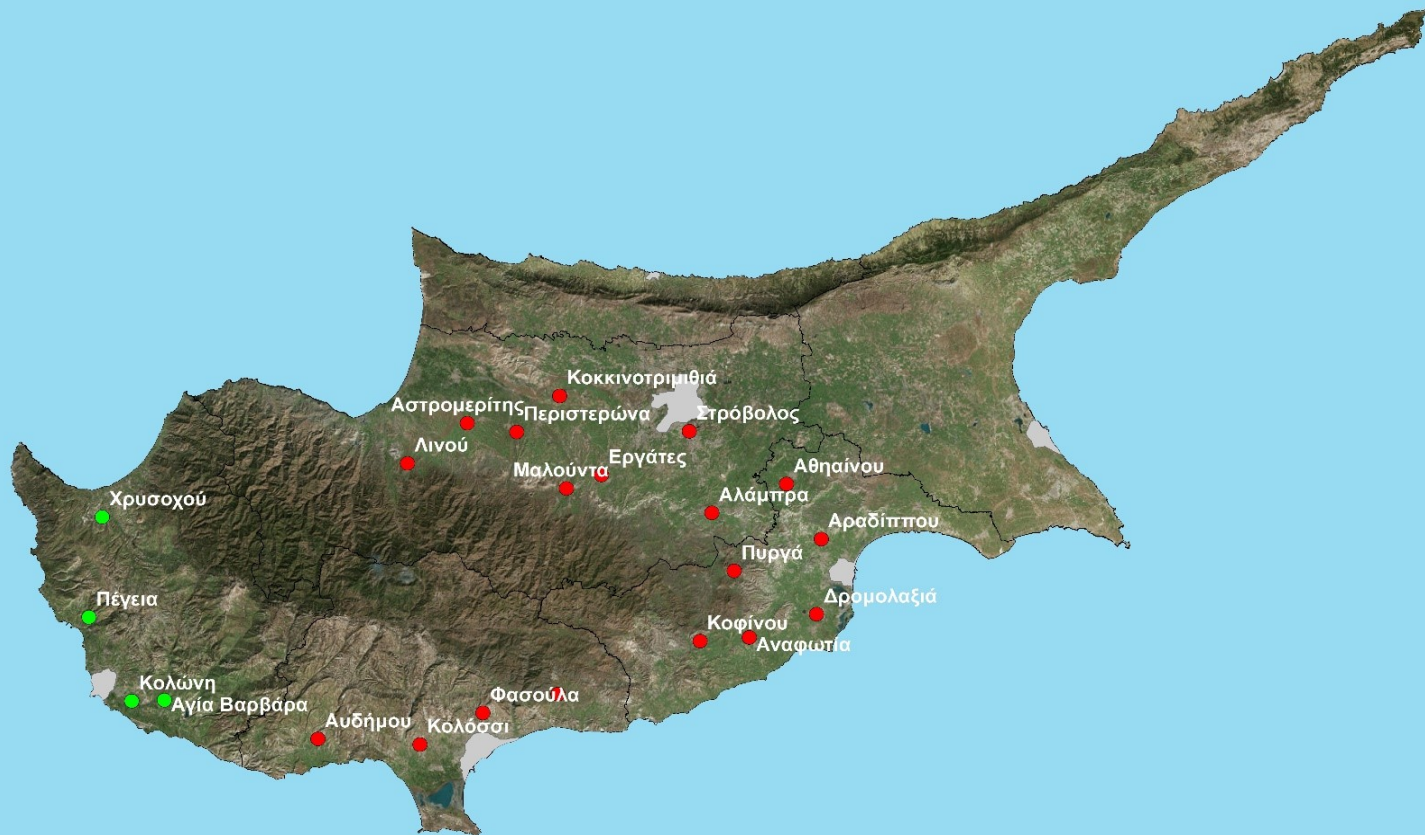 Κοκκινοτριμιθιά
Αστρομερίτης
Περιστερώνα
Στρόβολος
Λινού
Εργάτες
Μαλούντα
Αθηαίνου
Αλάμπρα
Χρυσοχού
Αραδίππου
Πυργά
Πέγεια
Δρομολαξιά
Κοφίνου
Αναφωτία
Κολώνη
Αγία Βαρβάρα
Φασούλα
Αυδήμου
Κολόσσι